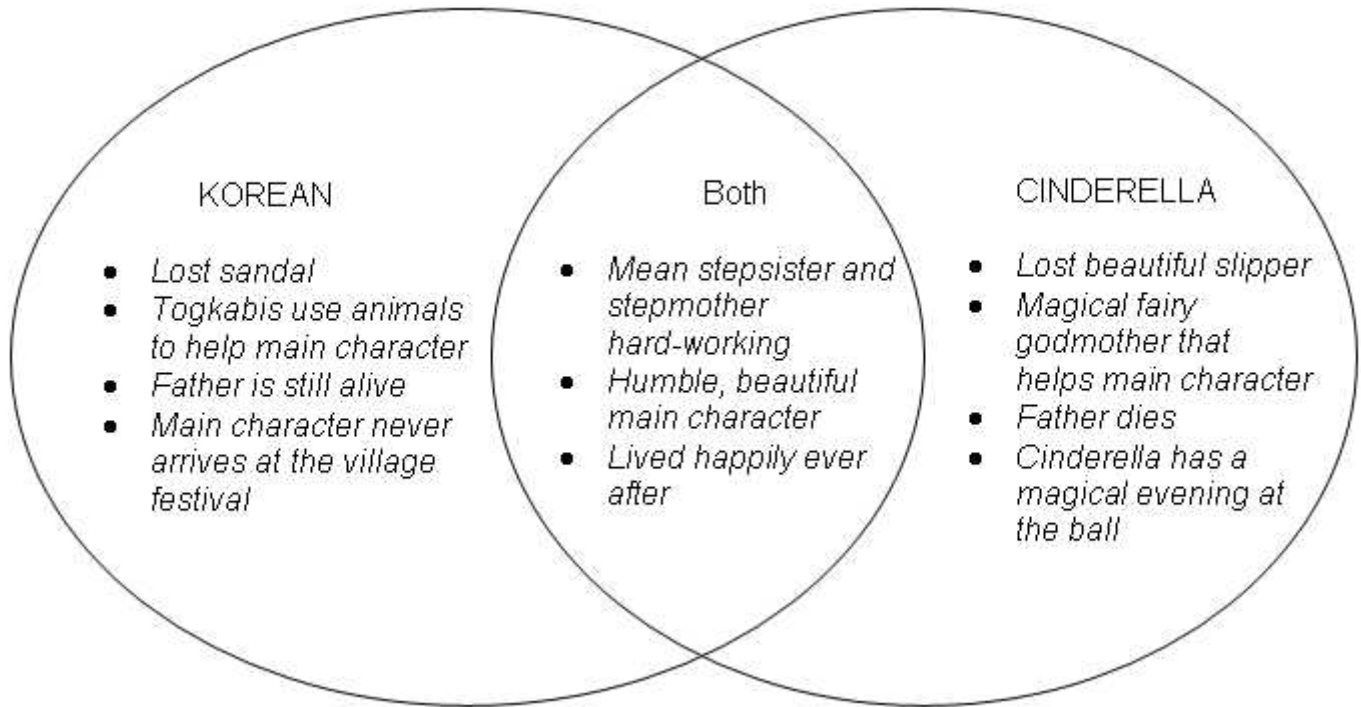 KOREAN
• Lost sandal
• Togkabis use animals
to help main character
• Father is still alive
• Main character never
arrives at the village
festival
Both
• Mean stepsister and
stepmother
hard-working
• Humble, beautiful
main character
• Lived happily ever
after
CINDERELLA
• Lost beautiful slipper
• Magical fairy
godmother that
helps main character
• Father dies
• Cinderella has a
magical evening at
the ball